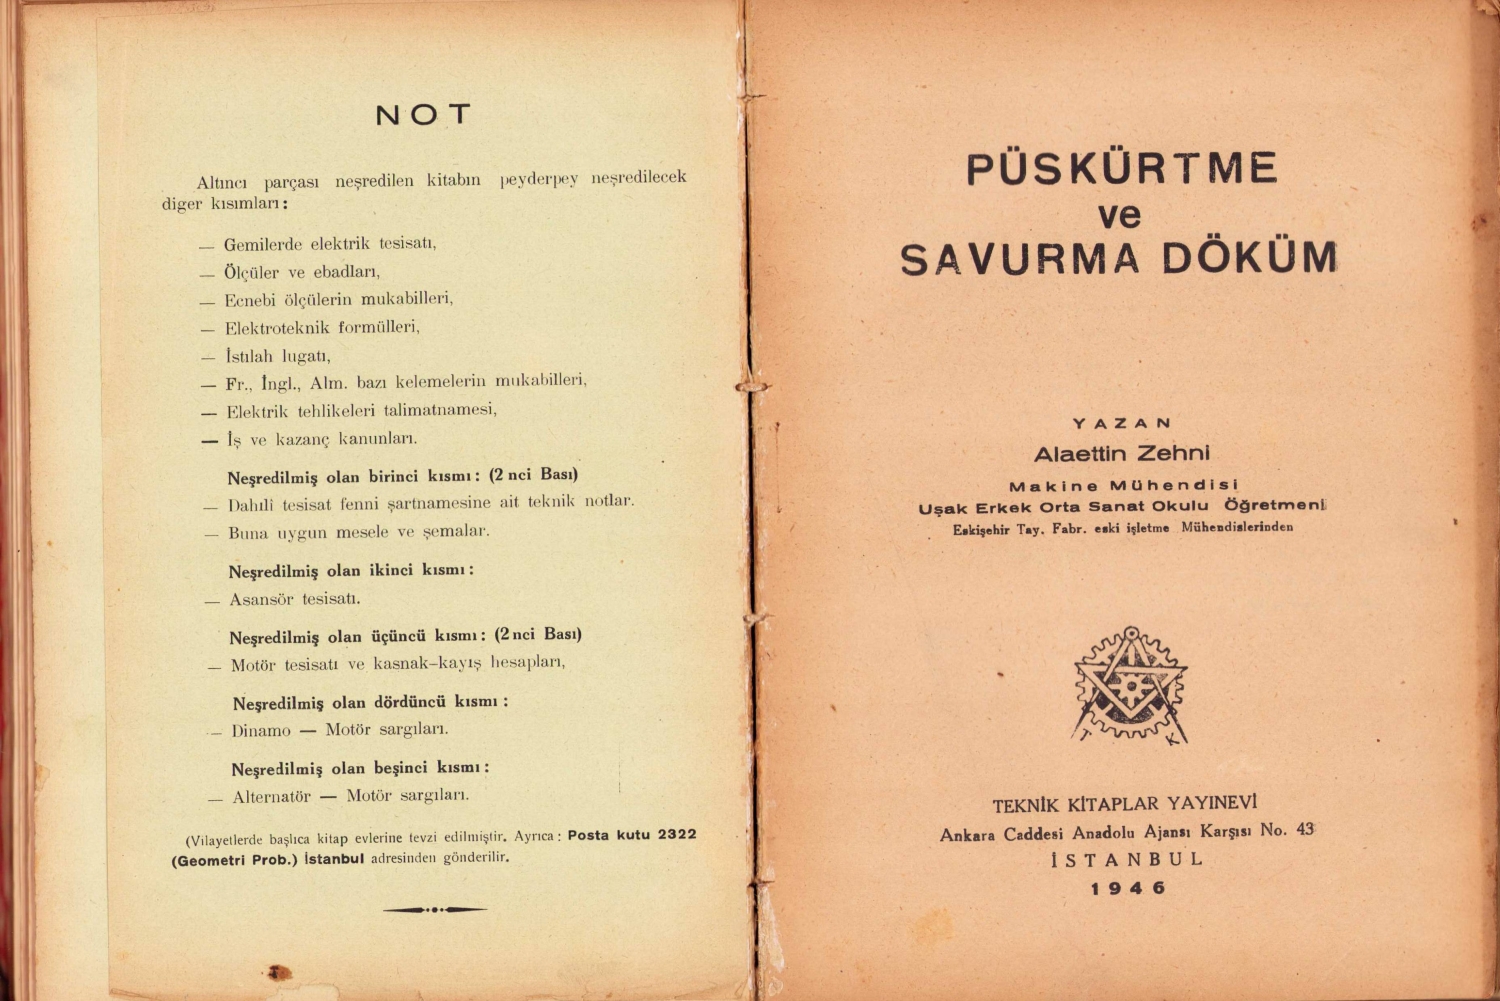 NOT
Altıncı parçası neşredilen kitabın peyderpey neşredilecek
diger kısımları:
— Gemilerde elektrik tesisatı,
— Ölçüler ve ebadları,
— Ecnebi ölçülerin mukabilleri,
— Elektroteknik formülleri,
— İstılah lugatı,
— Fr., İngl., Alm. bazı kelemelerin mukabilleri,
— Elektrik tehlikeleri talimatnamesi,
— İş ve kazanç kanunları.
Neşredilmiş olan birinci kısmı: (2 nci Bası)
— Dahili tesisat fenni şartnamesine ait teknik notlar.
— Buna uygun mesele ve şemalar.
Neşredilmiş olan ikinci kısmı:
— Asansör tesisatı.
Neşredilmiş olan üçüncü kısmı: (2 nci Bası)
— Motör tesisatı ve kasnak-kayış hesapları,
Neşredilmiş olan dördüncü kısmı:
— Dinamo — Motör sargıları.
Neşredilmiş olan beşinci kısmı:
— Alternatör — Motör sargıları.
(Vılayetlerde başlıca kitap evlerine tevzi edilmiştir. Ayrıca: Posta kutu 2322
(Geometri Prob.) İstanbul adresinden gönderilir.
PÜSKÜRTME
ve
SAVURMA DÖKÜM
YAZAN
Alaettin Zehni
Makine Mühendisi
Uşak Erkek Orta Sanat Okulu Öğretmeni
Eskişehir Tay. Fabr. eski işletme Mühendislerinden
T K
TEKNİK KİTAPLAR YAYINEVİ
Ankara Caddesi Anadolu Ajansı Karşısı No. 43
İSTANBUL
1946